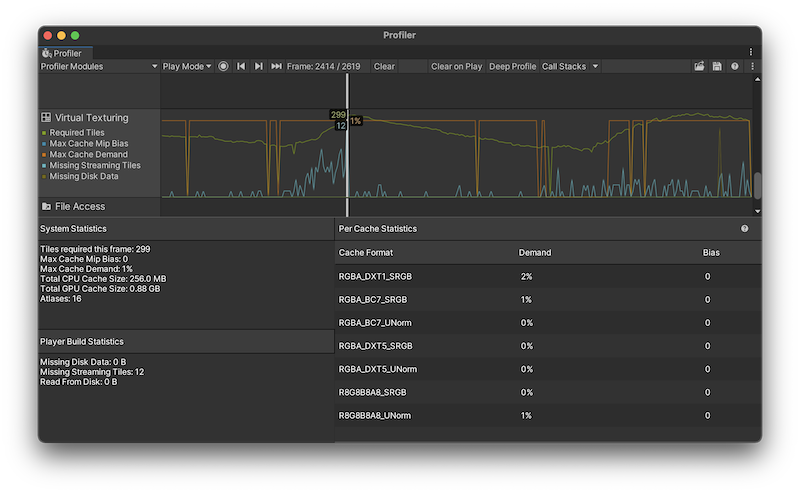 Profiler
Profiler
Profiler Modules Play Mode Frame: 2414 / 2619 Clear Clear on Play Deep Profile Call Stacks
Virtual Texturing
Required Tiles
Max Cache Mip Bias
Max Cache Demand
Missing Streaming Tiles
Missing Disk Data
299
1%
12
File Access
System Statistics
Tiles required this frame: 299
Max Cache Mip Bias: 0
Max Cache Demand: 1%
Total CPU Cache Size: 256.0 MB
Total GPU Cache Size: 0.88 GB
Atlases: 16
Player Build Statistics
Missing Disk Data: 0 B
Missing Streaming Tiles: 12
Read From Disk: 0 B
Per Cache Statistics
Cache Format Demand Bias
RGBA_DXT1_SRGB 2% 0
RGBA_BC7_SRGB 1% 0
RGBA_BC7_UNorm 0% 0
RGBA_DXT5_SRGB 0% 0
RGBA_DXT5_UNorm 0% 0
R8G8B8A8_SRGB 0% 0
R8G8B8A8_UNorm 1% 0